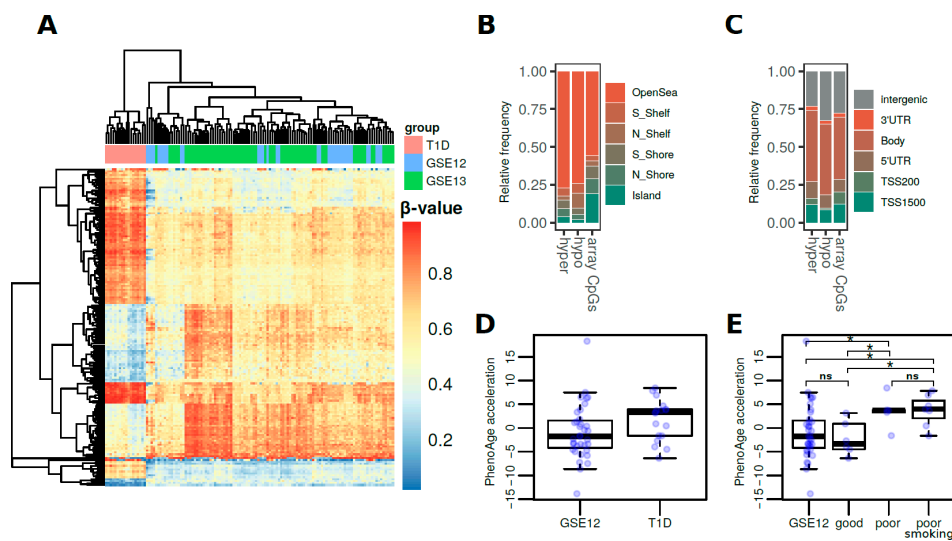 A
group
T1D
GSE12
GSE13
β-value
0.8
0.6
0.4
0.2
B
Relative frequency
1.00
0.75
0.50
0.25
0.00
hyper
hypo
array CpGs
OpenSea
S_Shelf
N_Shelf
S_Shore
N_Shore
Island
C
Relative frequency
1.00
0.75
0.50
0.25
0.00
hyper
hypo
array CpGs
intergenic
3'UTR
Body
5'UTR
TSS200
TSS1500
D
PhenoAge acceleration
15
10
5
0
−5
−10
−15
GSE12
T1D
E
PhenoAge acceleration
15
10
5
0
−5
−10
−15
*
*
*
*
ns
ns
GSE12
good
poor
poor
smoking